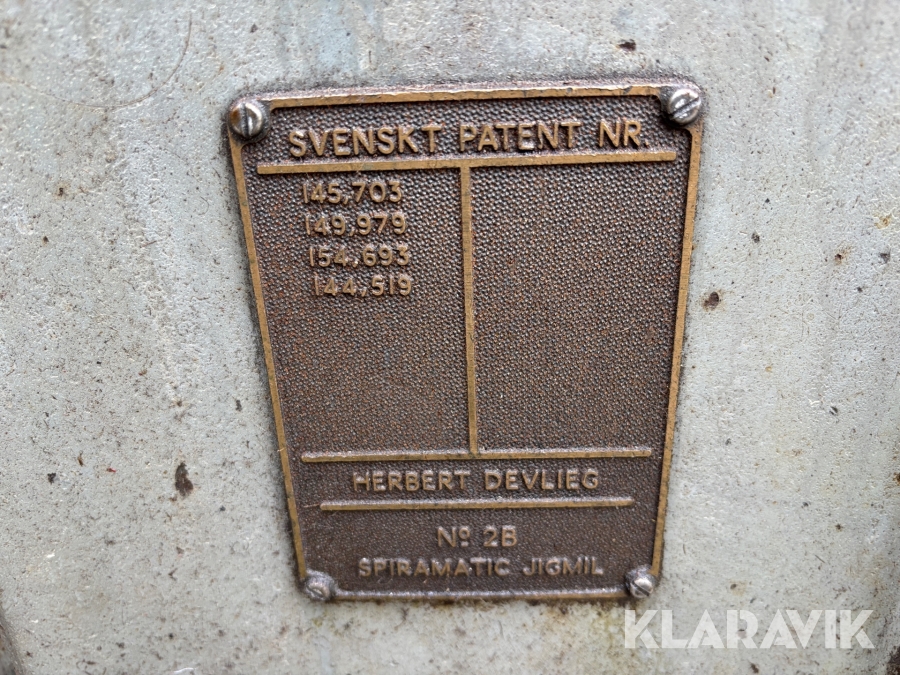 SVENSKT PATENT NR.
145,703
149,979
154,693
144,519
HERBERT DEVLIEG
Nº 2B
SPIRAMATIC JIGMIL
KLARAVIK